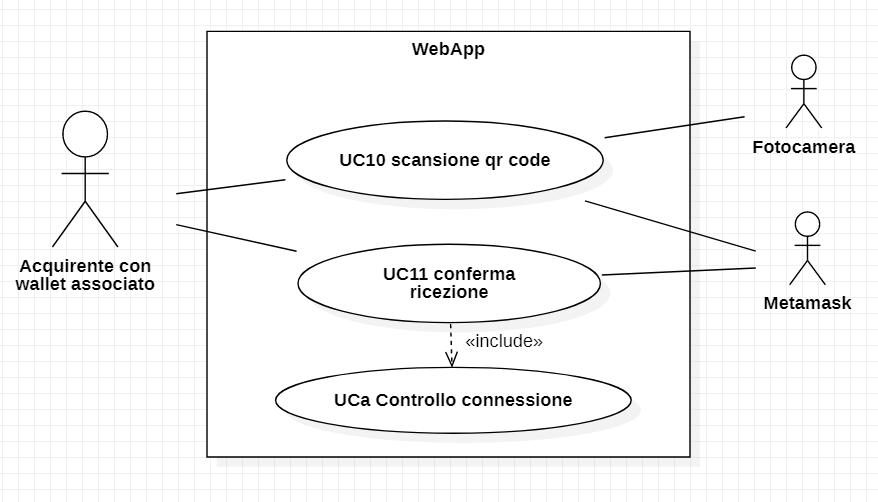 WebApp
UC10 scansione qr code
Fotocamera
Acquirente con
wallet associato
UC11 conferma
ricezione
Metamask
«include»
UCa Controllo connessione